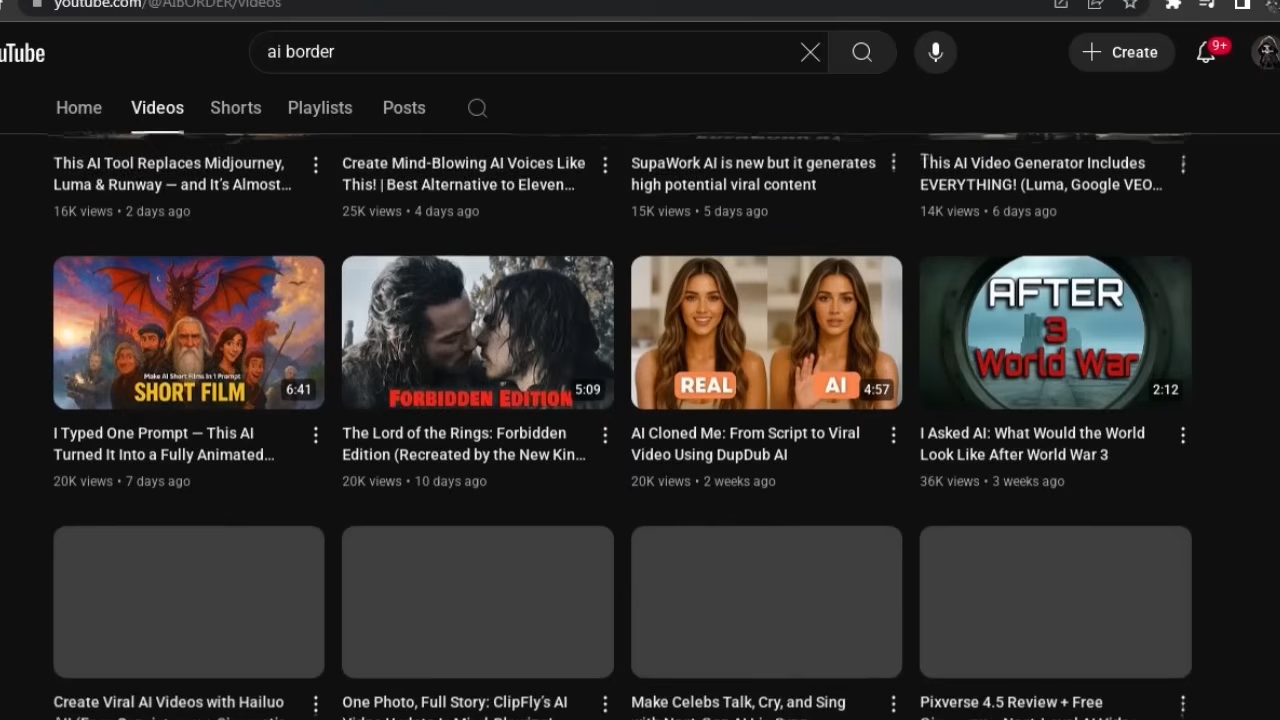 youtube.com/@AIBORDER/videos
uTube
ai border
Create
9+
Home
Videos
Shorts
Playlists
Posts
This AI Tool Replaces Midjourney,
Luma & Runway — and It's Almost...
16K views • 2 days ago
Create Mind-Blowing AI Voices Like
This! | Best Alternative to Eleven...
25K views • 4 days ago
SupaWork AI is new but it generates
high potential viral content
15K views • 5 days ago
This AI Video Generator Includes
EVERYTHING! (Luma, Google VEO...
14K views • 6 days ago
Make AI Short Films In 1 Prompt
SHORT FILM
6:41
FORBIDDEN EDITION
5:09
REAL
AI
4:57
AFTER
3
World War
2:12
I Typed One Prompt — This AI
Turned It Into a Fully Animated...
20K views • 7 days ago
The Lord of the Rings: Forbidden
Edition (Recreated by the New Kin...
20K views • 10 days ago
AI Cloned Me: From Script to Viral
Video Using DupDub AI
20K views • 2 weeks ago
I Asked AI: What Would the World
Look Like After World War 3
36K views • 3 weeks ago
Create Viral AI Videos with Hailuo
One Photo, Full Story: ClipFly's AI
Make Celebs Talk, Cry, and Sing
Pixverse 4.5 Review + Free